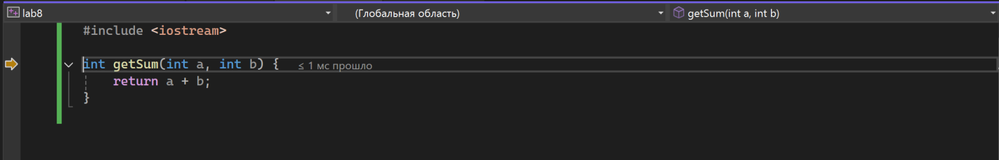 lab8
(Глобальная область)
getSum(int a, int b)
#include <iostream>
int getSum(int a, int b) { ≤ 1 мс прошло
return a + b;
}